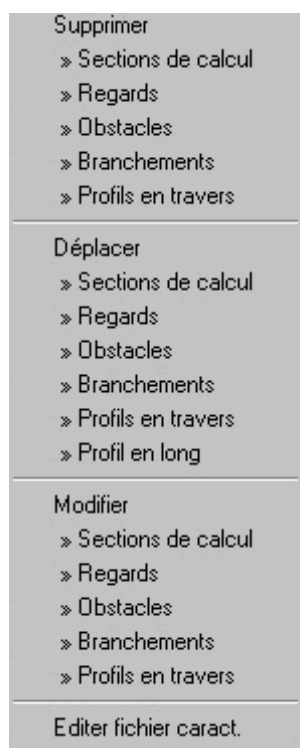 Supprimer
» Sections de calcul
» Regards
» Obstacles
» Branchements
» Profils en travers
Déplacer
» Sections de calcul
» Regards
» Obstacles
» Branchements
» Profils en travers
» Profil en long
Modifier
» Sections de calcul
» Regards
» Obstacles
» Branchements
» Profils en travers
Editer fichier caract.